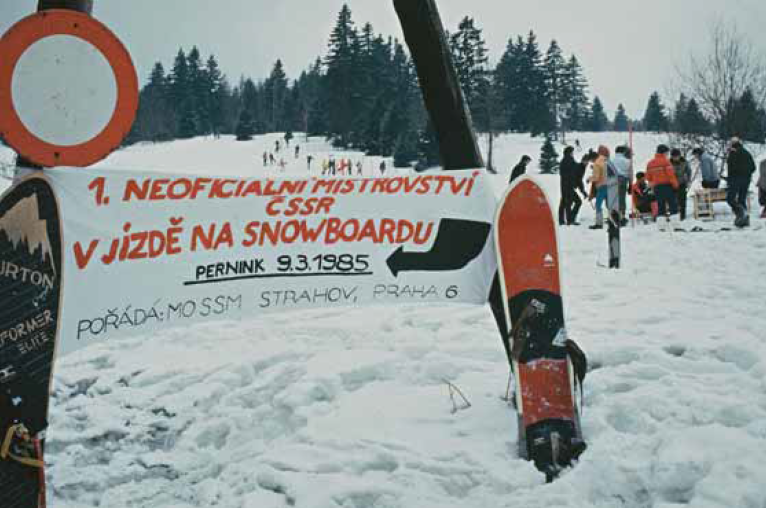 1. NEOFICIÁLNÍ MISTROVSTVÍ
ČSSR
V JÍZDĚ NA SNOWBOARDU
PERNINK 9.3.1985
POŘÁDÁ: MO SSM STRAHOV, PRAHA 6
URTON
FORMER
ELITE